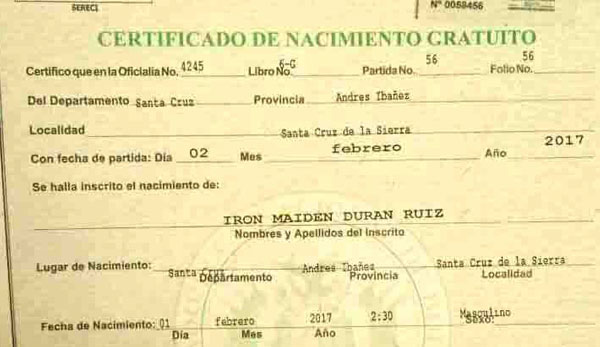 SERECI
Nº 0058456
CERTIFICADO DE NACIMIENTO GRATUITO
Certifico que en la Oficialia No. 4245 Libro No. 6-G Partida No. 56 Folio No. 56
Del Departamento Santa Cruz Provincia Andres Ibañez
Localidad Santa Cruz de la Sierra
Con fecha de partida: Día 02 Mes febrero Año 2017
Se halla inscrito el nacimiento de:
IRON MAIDEN DURAN RUIZ
Nombres y Apellidos del Inscrito
Lugar de Nacimiento: Santa Cruz Andres Ibañez Santa Cruz de la Sierra
Departamento Provincia Localidad
Fecha de Nacimiento: 01 febrero 2017 2:30 Masculino
Día Mes Año Sexo: